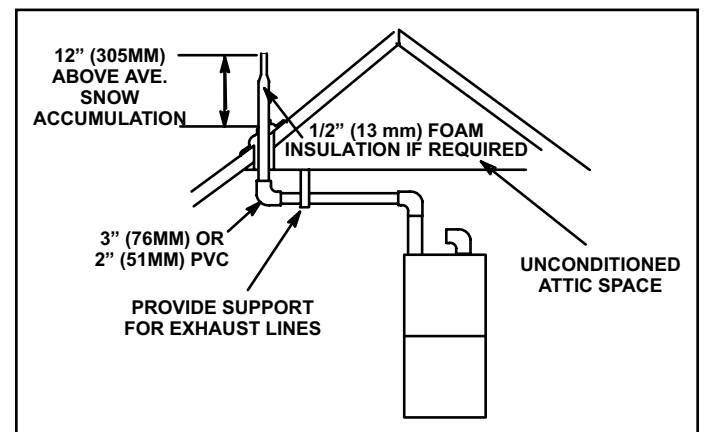 12” (305MM)
ABOVE AVE.
SNOW
ACCUMULATION
1/2” (13 mm) FOAM
INSULATION IF REQUIRED
3” (76MM) OR
2” (51MM) PVC
PROVIDE SUPPORT
FOR EXHAUST LINES
UNCONDITIONED
ATTIC SPACE